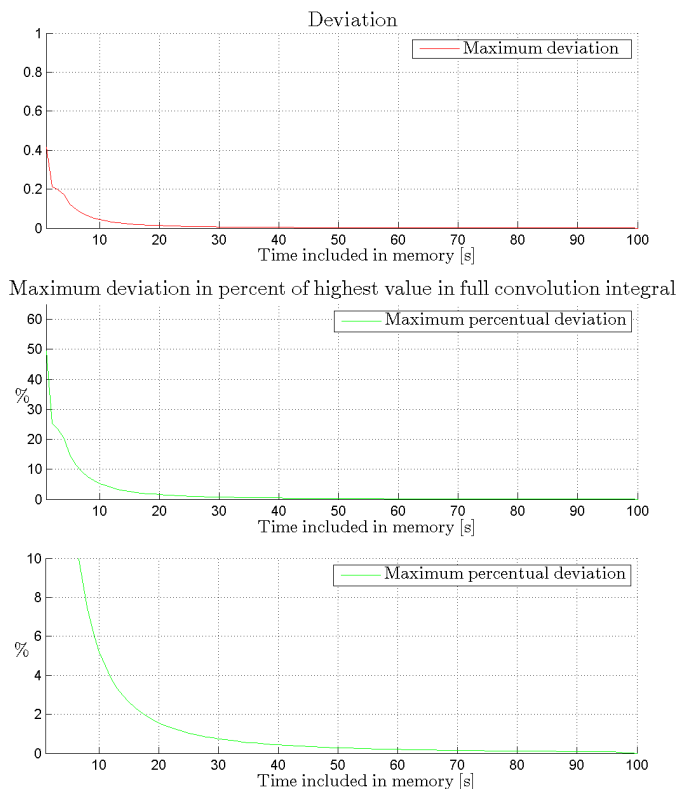 Deviation
1
Maximum deviation
0.8
0.6
0.4
0.2
0
10 20 30 40 50 60 70 80 90 100
Time included in memory [s]
Maximum deviation in percent of highest value in full convolution integral
60
Maximum percentual deviation
50
40
%
30
20
10
0
10 20 30 40 50 60 70 80 90 100
Time included in memory [s]
10
Maximum percentual deviation
8
6
%
4
2
0
10 20 30 40 50 60 70 80 90 100
Time included in memory [s]